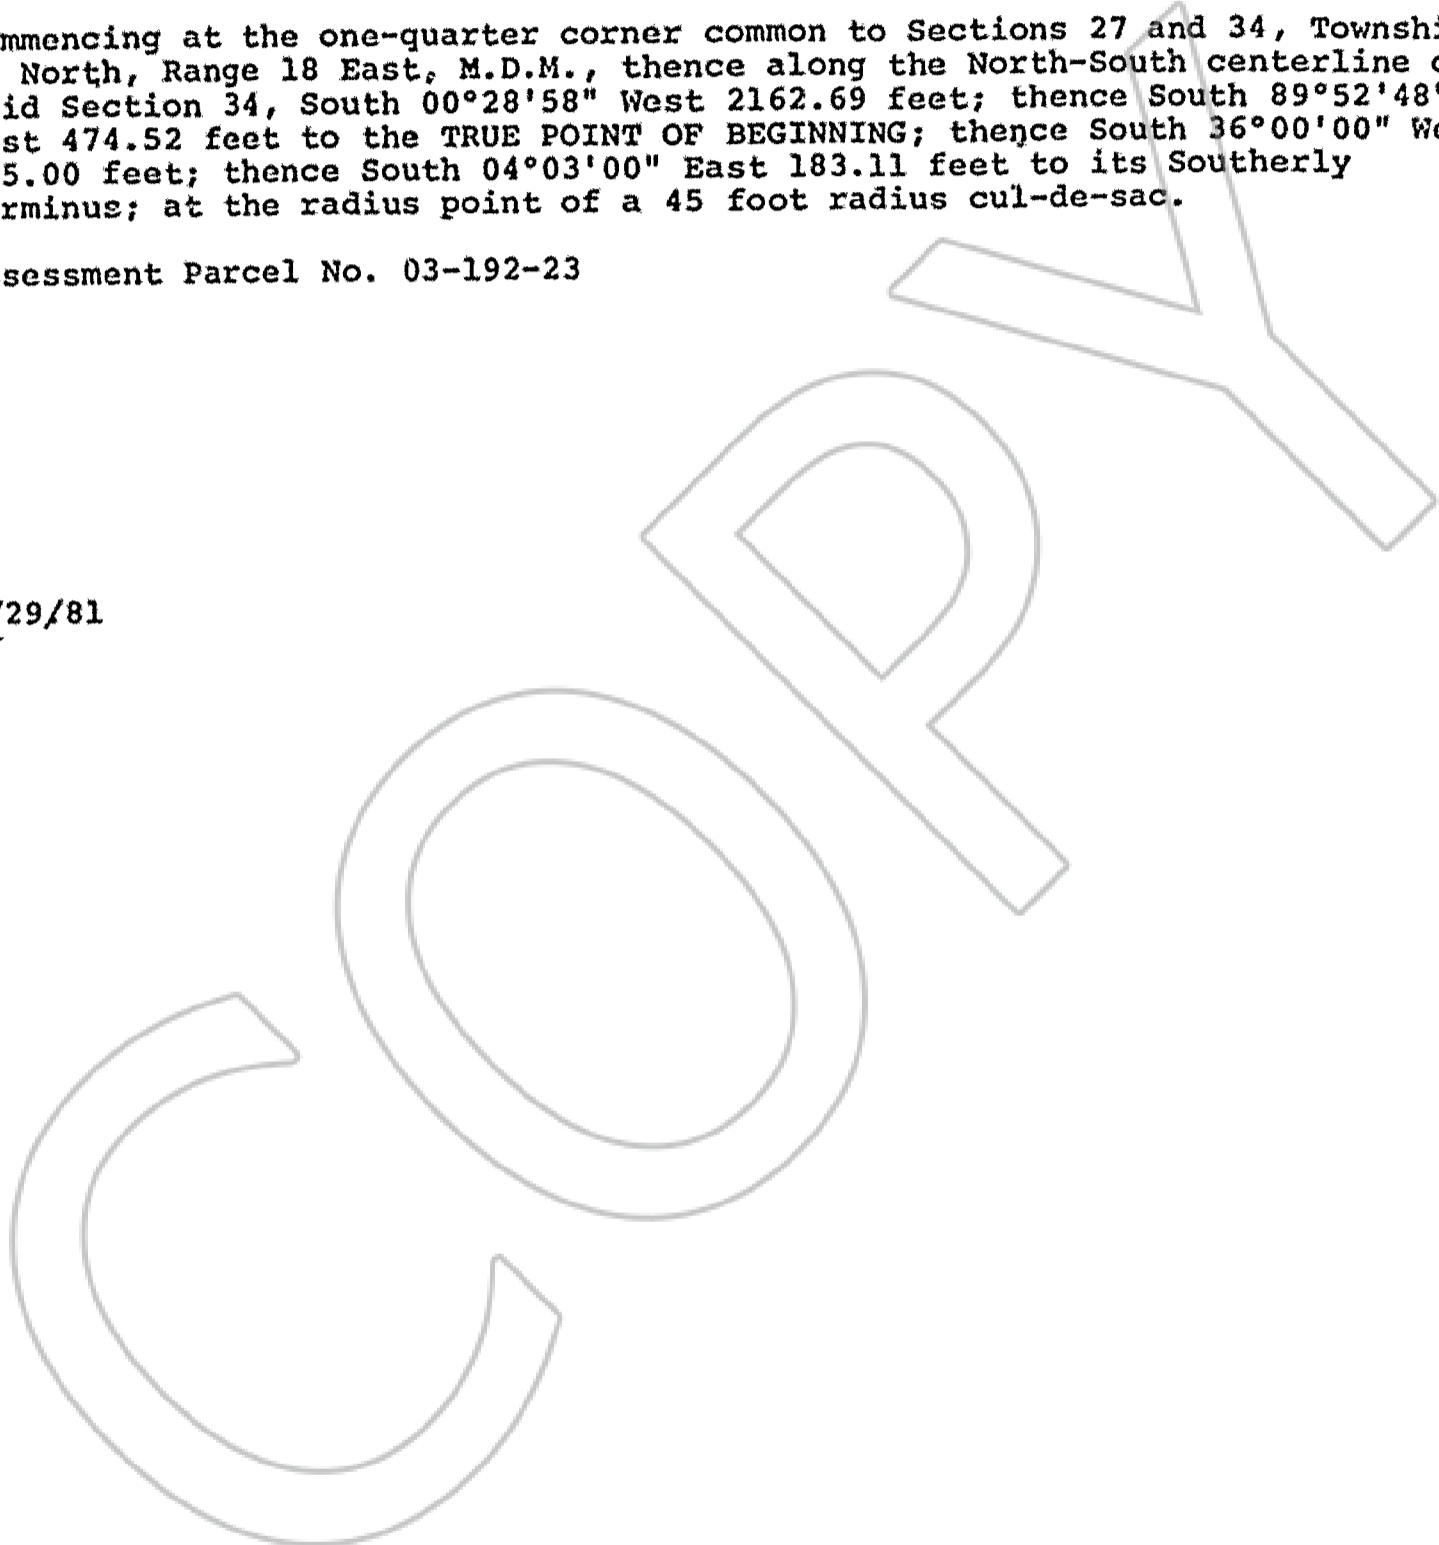 mmencing at the one-quarter corner common to Sections 27 and 34, Townshi
North, Range 18 East, M.D.M., thence along the North-South centerline o
id Section 34, South 00°28'58" West 2162.69 feet; thence South 89°52'48"
st 474.52 feet to the TRUE POINT OF BEGINNING; thence South 36°00'00" We
5.00 feet; thence South 04°03'00" East 183.11 feet to its Southerly
rminus; at the radius point of a 45 foot radius cul-de-sac.
sessment Parcel No. 03-192-23
/29/81
COPY